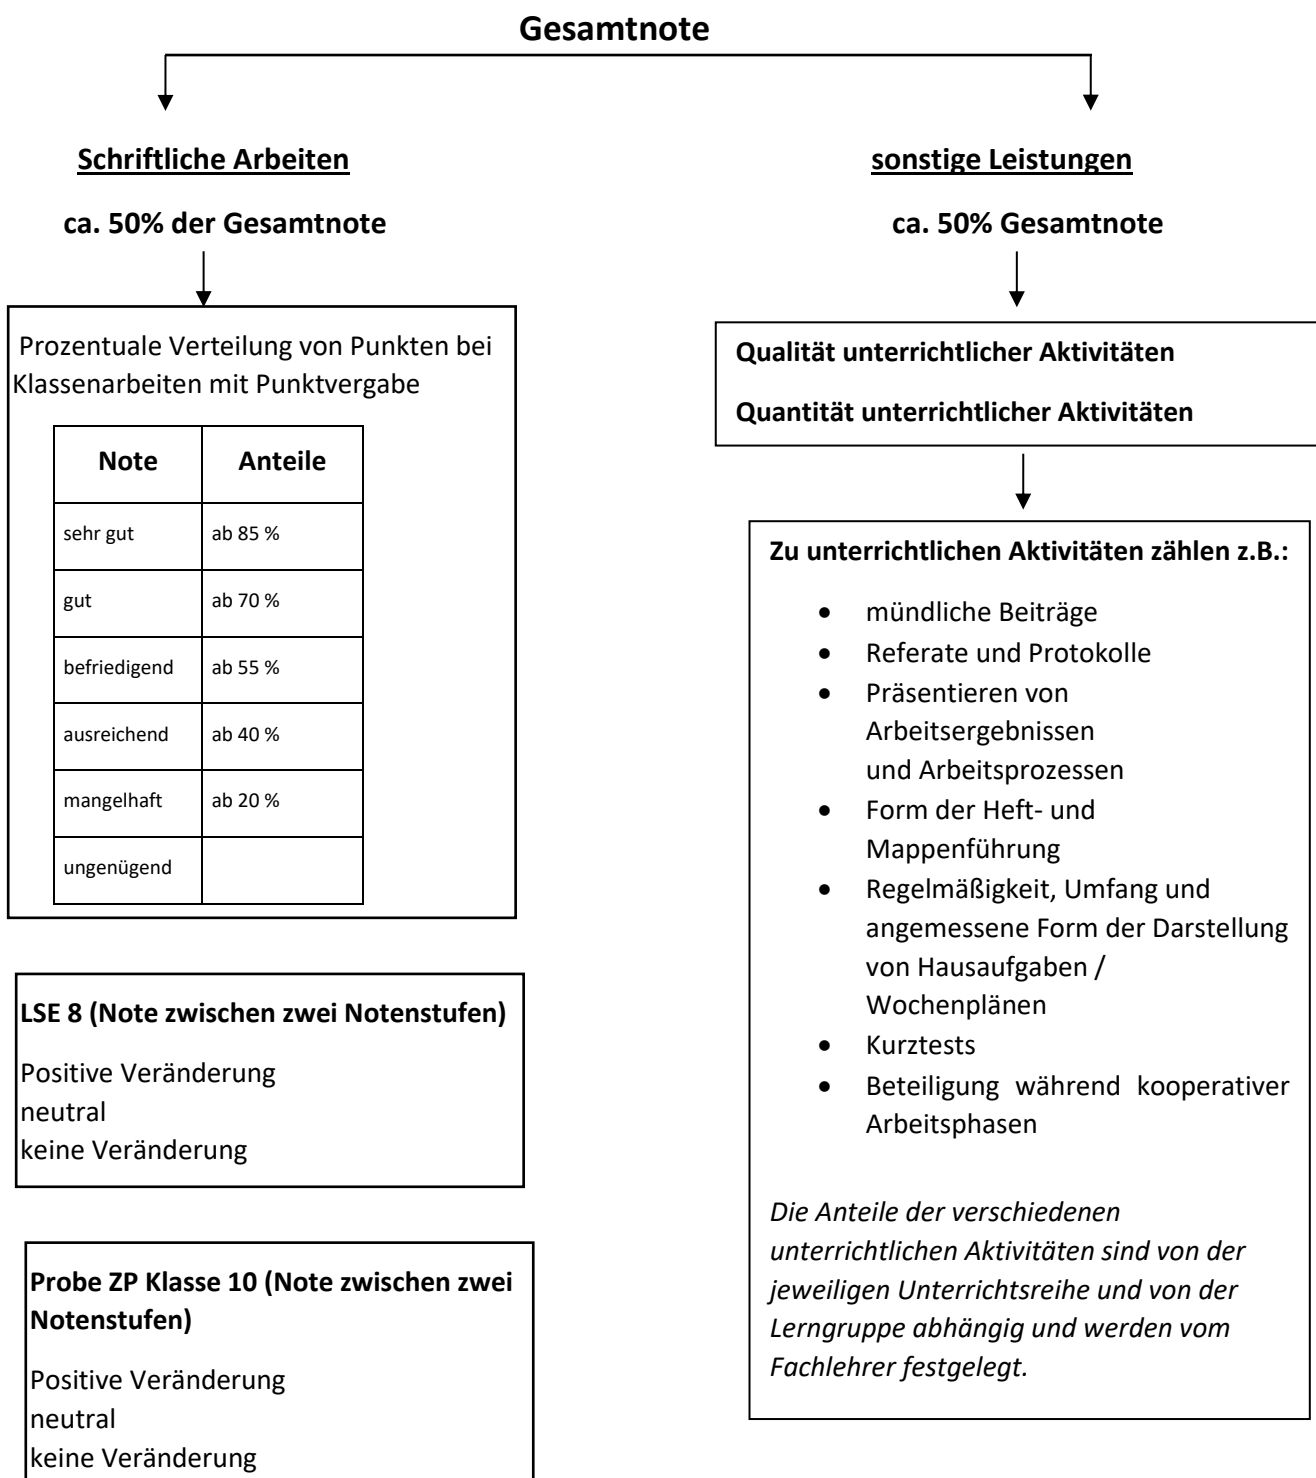 Gesamtnote
Schriftliche Arbeiten
ca. 50% der Gesamtnote
Prozentuale Verteilung von Punkten bei
Klassenarbeiten mit Punktvergabe
Note Anteile
sehr gut ab 85 %
gut ab 70 %
befriedigend ab 55 %
ausreichend ab 40 %
mangelhaft ab 20 %
ungenügend
LSE 8 (Note zwischen zwei Notenstufen)
Positive Veränderung
neutral
keine Veränderung
Probe ZP Klasse 10 (Note zwischen zwei
Notenstufen)
Positive Veränderung
neutral
keine Veränderung
sonstige Leistungen
ca. 50% Gesamtnote
Qualität unterrichtlicher Aktivitäten
Quantität unterrichtlicher Aktivitäten
Zu unterrichtlichen Aktivitäten zählen z.B.:
• mündliche Beiträge
• Referate und Protokolle
• Präsentieren von
Arbeitsergebnissen
und Arbeitsprozessen
• Form der Heft- und
Mappenführung
• Regelmäßigkeit, Umfang und
angemessene Form der Darstellung
von Hausaufgaben /
Wochenplänen
• Kurztests
• Beteiligung während kooperativer
Arbeitsphasen
Die Anteile der verschiedenen
unterrichtlichen Aktivitäten sind von der
jeweiligen Unterrichtsreihe und von der
Lerngruppe abhängig und werden vom
Fachlehrer festgelegt.